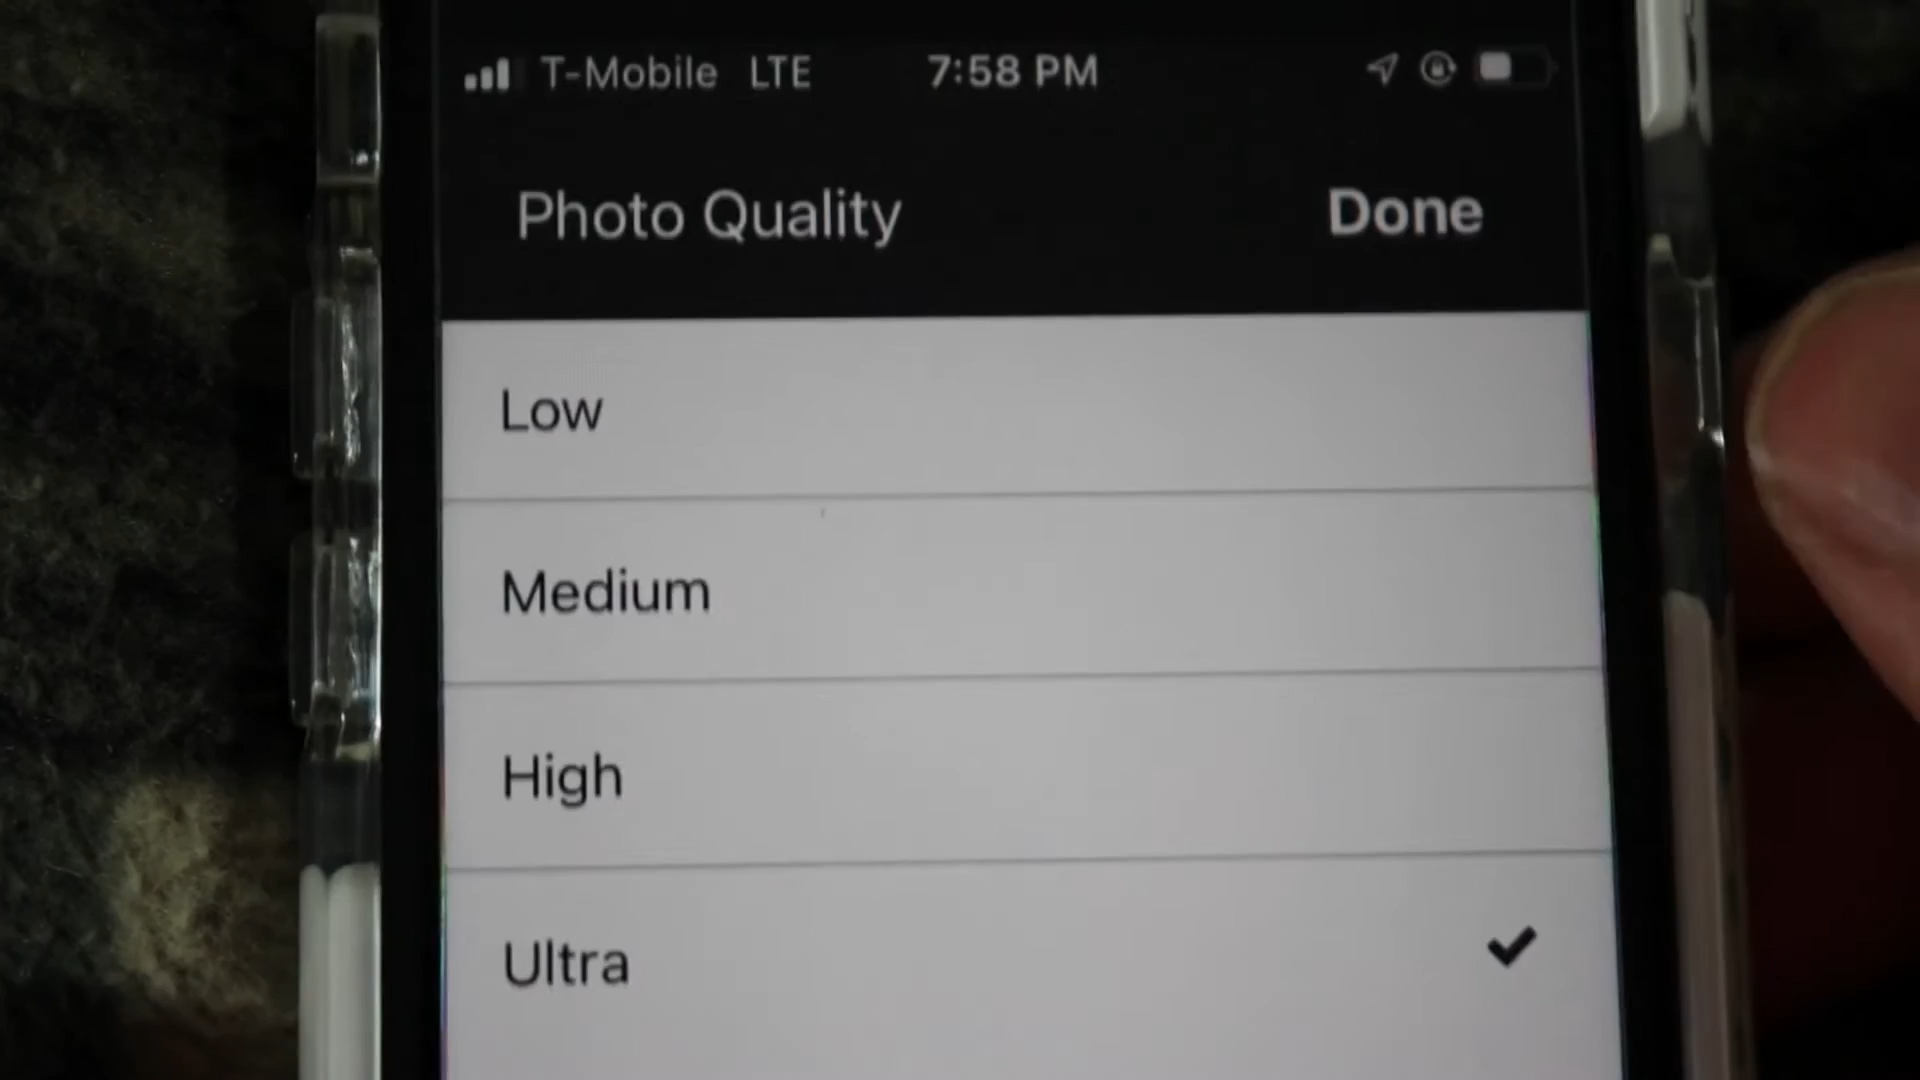 T-Mobile LTE 7:58 PM
Photo Quality Done
Low
Medium
High
Ultra